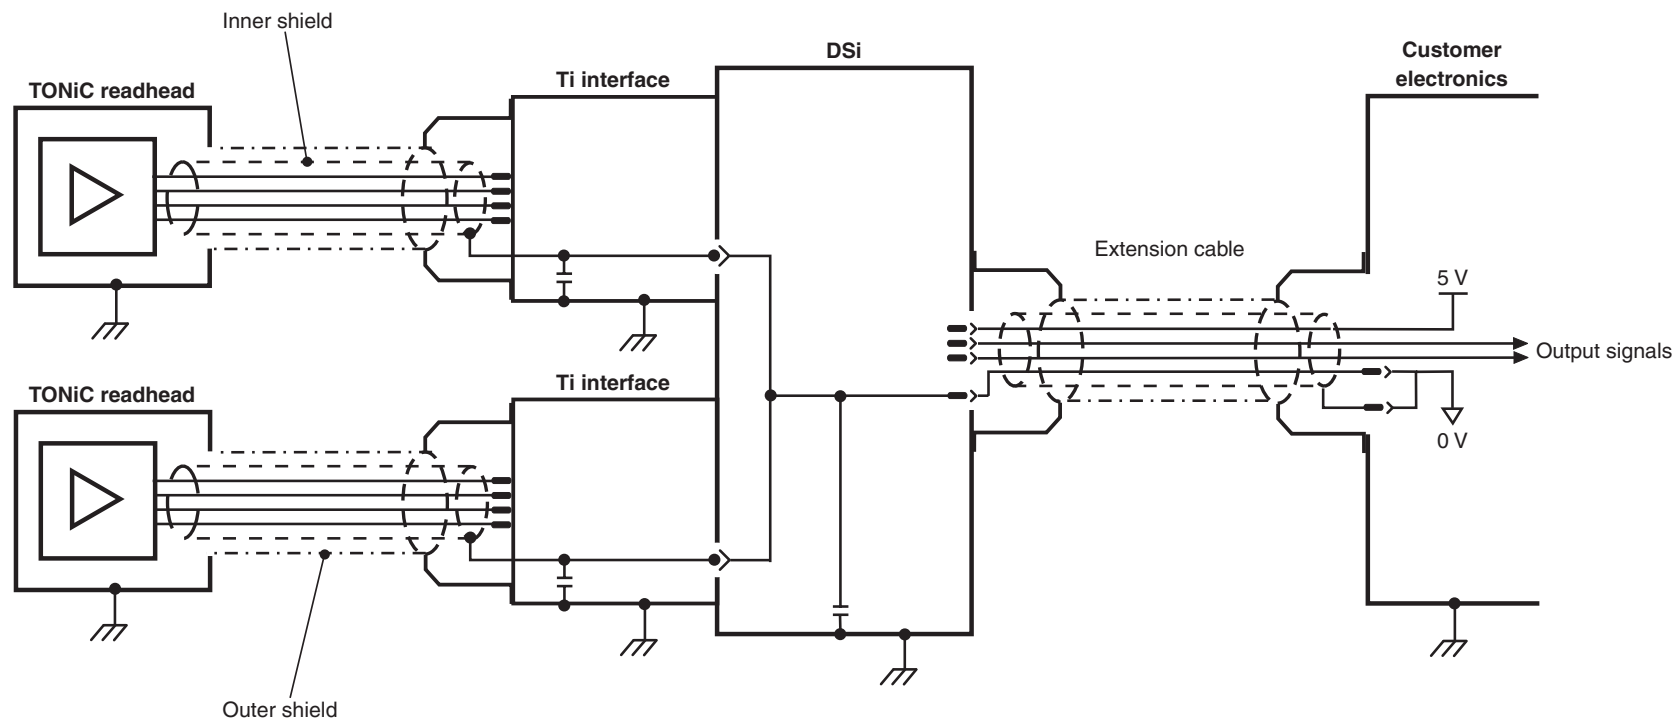 Inner shield
DSi
Customer
electronics
Ti interface
TONiC readhead
Extension cable
5 V
Output signals
Ti interface
TONiC readhead
0 V
Outer shield